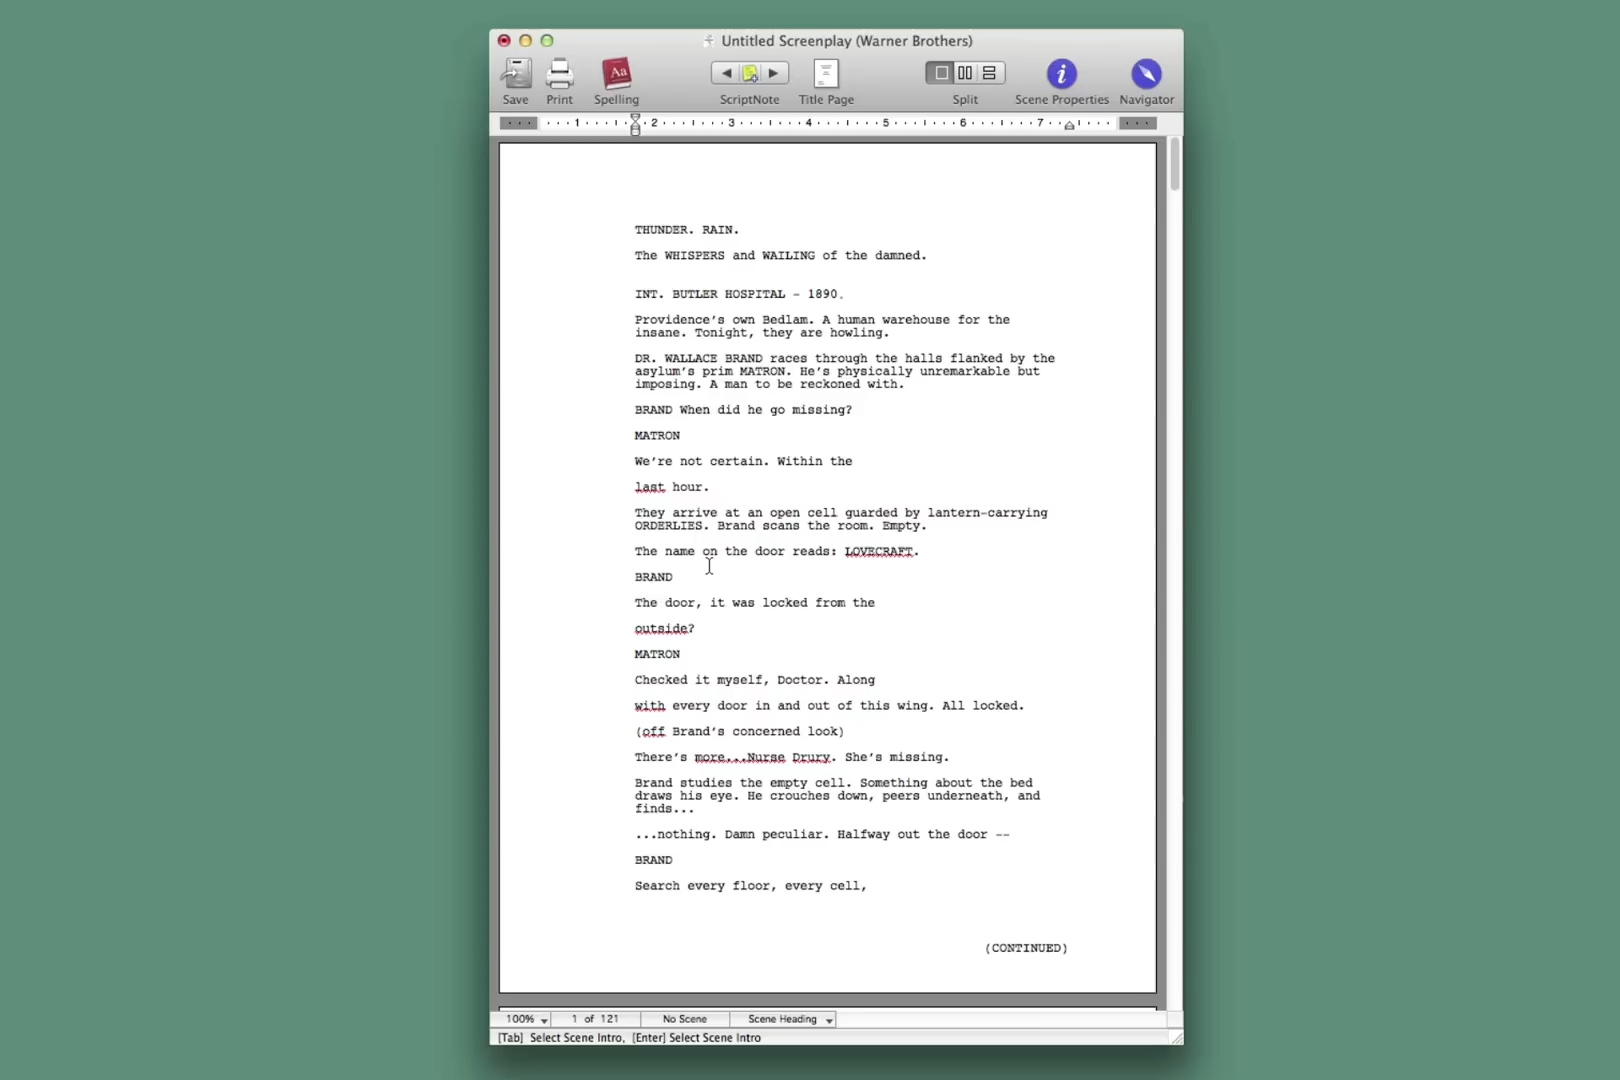 Untitled Screenplay (Warner Brothers)
Save Print Spelling ScriptNote Title Page Split Scene Properties Navigator
1 2 3 4 5 6 7
THUNDER. RAIN.
The WHISPERS and WAILING of the damned.
INT. BUTLER HOSPITAL - 1890.
Providence's own Bedlam. A human warehouse for the
insane. Tonight, they are howling.
DR. WALLACE BRAND races through the halls flanked by the
asylum's prim MATRON. He's physically unremarkable but
imposing. A man to be reckoned with.
BRAND When did he go missing?
MATRON
We're not certain. Within the
last hour.
They arrive at an open cell guarded by lantern-carrying
ORDERLIES. Brand scans the room. Empty.
The name on the door reads: LOVECRAFT.
BRAND
The door, it was locked from the
outside?
MATRON
Checked it myself, Doctor. Along
with every door in and out of this wing. All locked.
(off Brand's concerned look)
There's more...Nurse Drury. She's missing.
Brand studies the empty cell. Something about the bed
draws his eye. He crouches down, peers underneath, and
finds...
...nothing. Damn peculiar. Halfway out the door --
BRAND
Search every floor, every cell,
(CONTINUED)
100% 1 of 121 No Scene Scene Heading
[Tab] Select Scene Intro, [Enter] Select Scene Intro